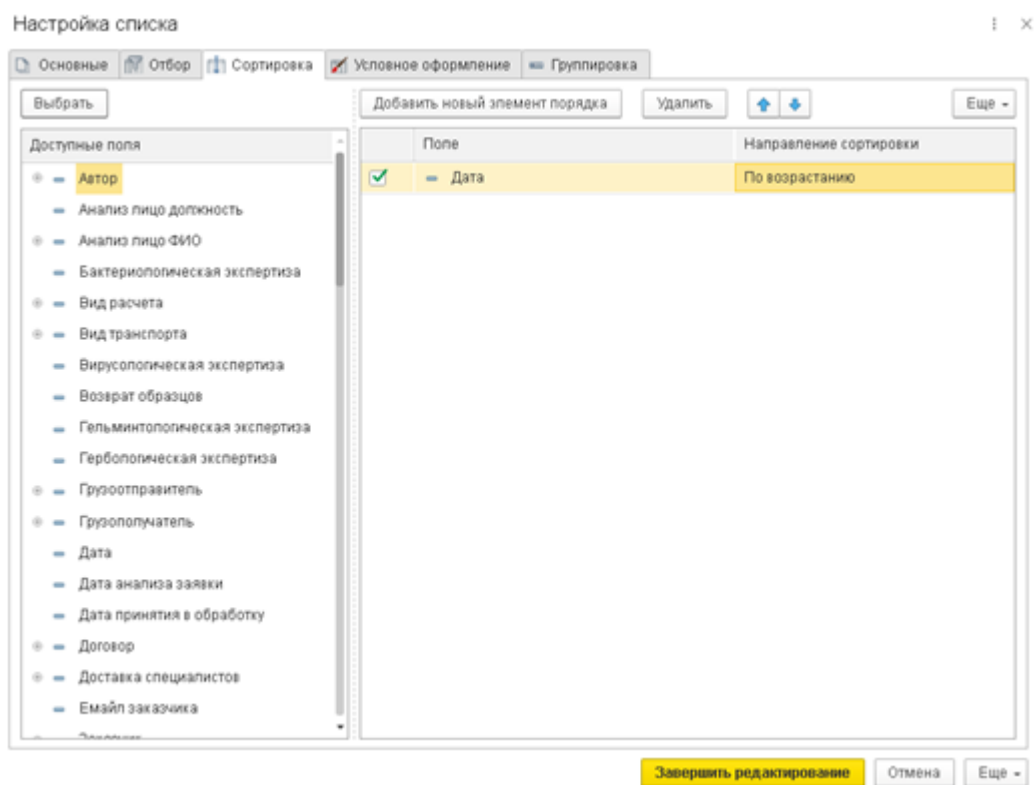 Настройка списка
Основные Отбор Сортировка Условное оформление Группировка
Выбрать Добавить новый элемент порядка Удалить Еще
Доступные поля Поле Направление сортировки
Автор Дата По возрастанию
Анализ лицо должность
Анализ лицо ФИО
Бактериологическая экспертиза
Вид расчета
Вид транспорта
Вирусологическая экспертиза
Возврат образцов
Гельминтологическая экспертиза
Гербологическая экспертиза
Грузоотправитель
Грузополучатель
Дата
Дата анализа заявки
Дата принятия в обработку
Договор
Доставка специалистов
Емайл заказчика
Завершить редактирование Отмена Еще